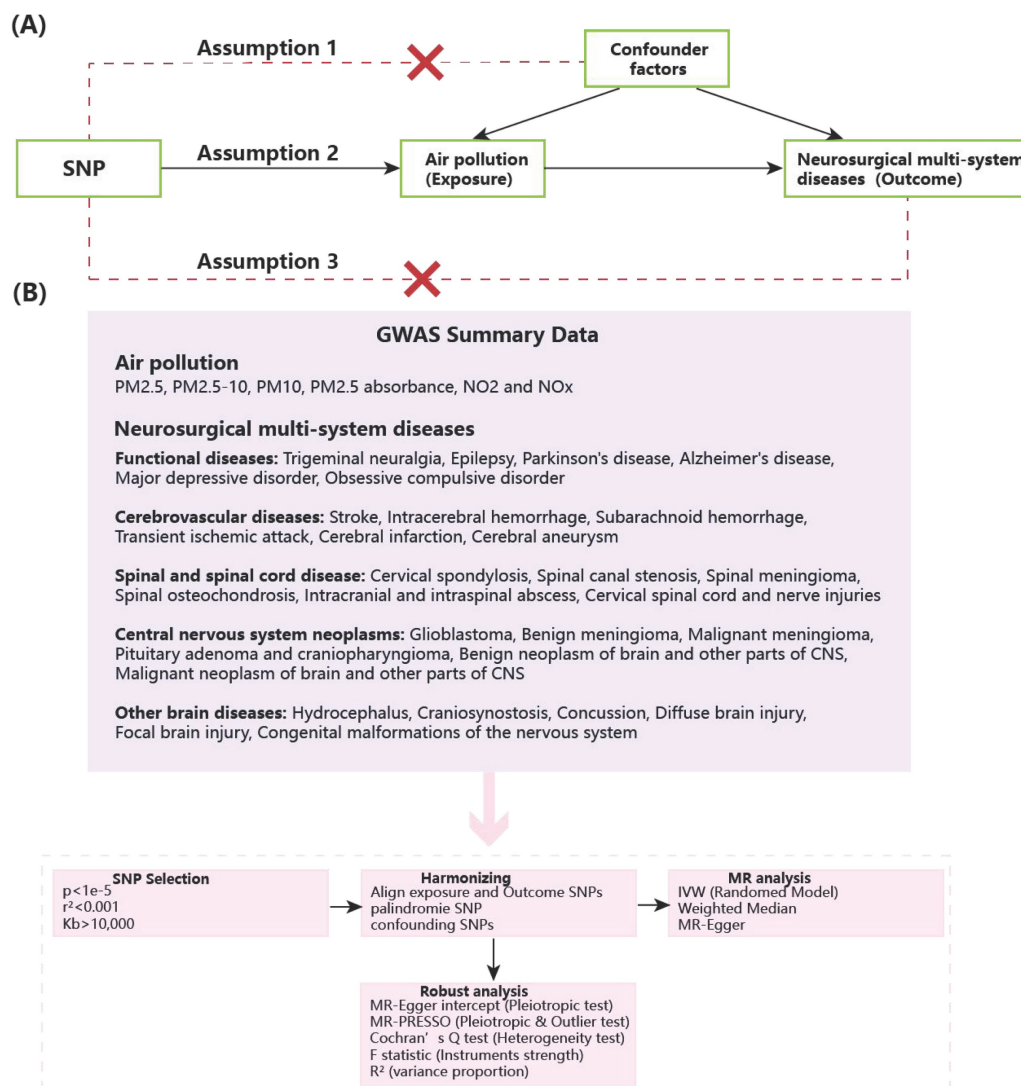 (A)
Assumption 1
Confounder
factors
SNP
Assumption 2
Air pollution
(Exposure)
Neurosurgical multi-system
diseases (Outcome)
Assumption 3
(B)
GWAS Summary Data
Air pollution
PM2.5, PM2.5-10, PM10, PM2.5 absorbance, NO2 and NOx
Neurosurgical multi-system diseases
Functional diseases: Trigeminal neuralgia, Epilepsy, Parkinson's disease, Alzheimer's disease,
Major depressive disorder, Obsessive compulsive disorder
Cerebrovascular diseases: Stroke, Intracerebral hemorrhage, Subarachnoid hemorrhage,
Transient ischemic attack, Cerebral infarction, Cerebral aneurysm
Spinal and spinal cord disease: Cervical spondylosis, Spinal canal stenosis, Spinal meningioma,
Spinal osteochondrosis, Intracranial and intraspinal abscess, Cervical spinal cord and nerve injuries
Central nervous system neoplasms: Glioblastoma, Benign meningioma, Malignant meningioma,
Pituitary adenoma and craniopharyngioma, Benign neoplasm of brain and other parts of CNS,
Malignant neoplasm of brain and other parts of CNS
Other brain diseases: Hydrocephalus, Craniosynostosis, Concussion, Diffuse brain injury,
Focal brain injury, Congenital malformations of the nervous system
SNP Selection
p<1e-5
r²<0.001
Kb>10,000
Harmonizing
Align exposure and Outcome SNPs
palindromie SNP
confounding SNPs
MR analysis
IVW (Randomed Model)
Weighted Median
MR-Egger
Robust analysis
MR-Egger intercept (Pleiotropic test)
MR-PRESSO (Pleiotropic & Outlier test)
Cochran's Q test (Heterogeneity test)
F statistic (Instruments strength)
R² (variance proportion)